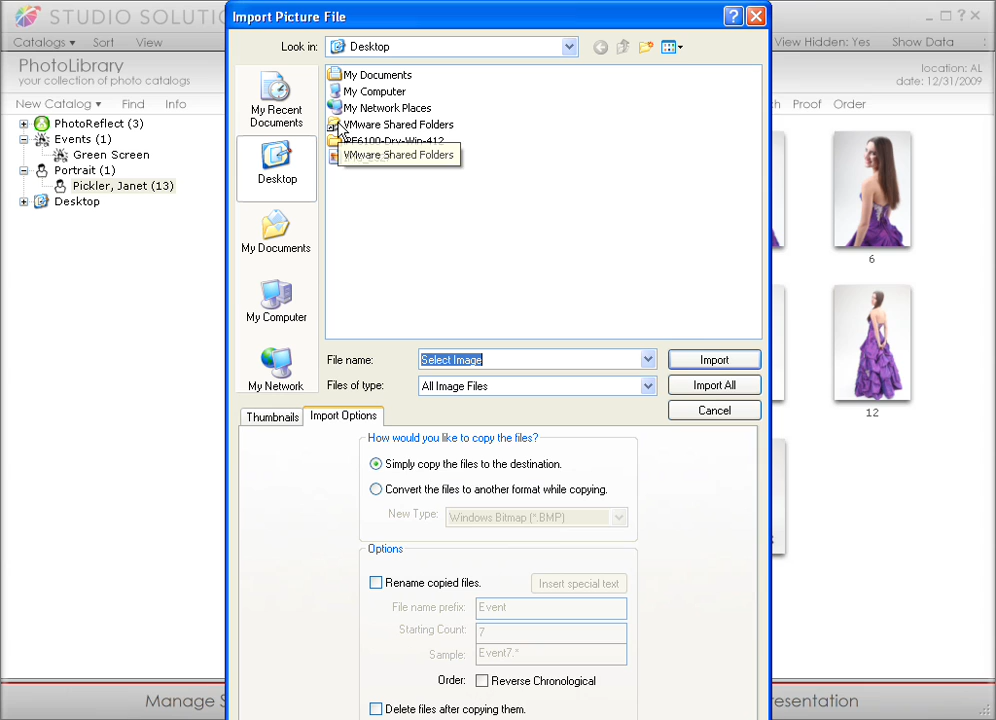 STUDIO SOLUTI
Catalogs Sort View
PhotoLibrary
your collection of photo catalogs
New Catalog Find Info
PhotoReflect (3)
Events (1)
Green Screen
Portrait (1)
Pickler, Janet (13)
Desktop
Import Picture File
Look in: Desktop
My Recent
Documents
Desktop
My Documents
My Computer
My Network
My Documents
My Computer
My Network Places
VMware Shared Folders
VMware Shared Folders
File name: Select Image Import
Files of type: All Image Files Import All
Cancel
Thumbnails Import Options
How would you like to copy the files?
Simply copy the files to the destination.
Convert the files to another format while copying.
New Type: Windows Bitmap (*.BMP)
Options
Rename copied files. Insert special text
File name prefix: Event
Starting Count: 7
Sample: Event7.*
Order: Reverse Chronological
Delete files after copying them.
View Hidden: Yes Show Data
location: AL
date: 12/31/2009
Proof Order
6
12
Manage S
resentation